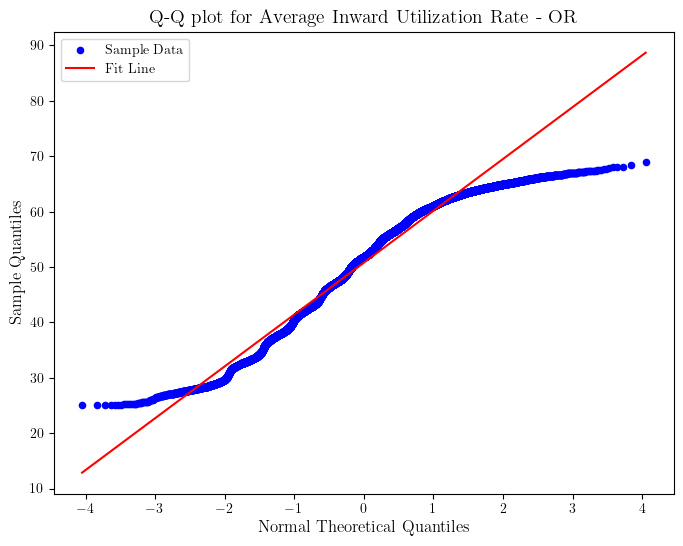 Q-Q plot for Average Inward Utilization Rate - OR
Sample Data
Fit Line
90
80
70
60
50
40
30
20
10
Sample Quantiles
−4 −3 −2 −1 0 1 2 3 4
Normal Theoretical Quantiles